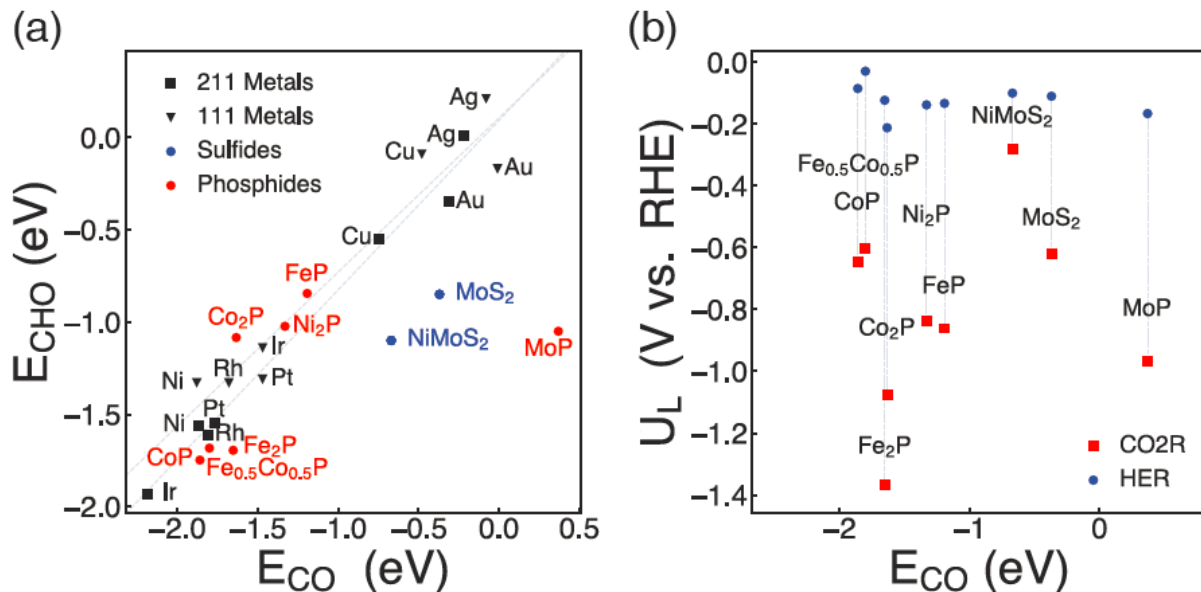 (a)
E_CHO (eV)
0.0
−0.5
−1.0
−1.5
−2.0
211 Metals
111 Metals
Sulfides
Phosphides
Ag
Ag
Cu
Au
Au
Cu
FeP
MoS₂
Co₂P
Ni₂P
NiMoS₂
MoP
Ir
Ni
Rh
Pt
Ni
Pt
Rh
CoP
Fe₂P
Fe₀.₅Co₀.₅P
Ir
−2.0
−1.5
−1.0
−0.5
0.0
0.5
E_CO (eV)
(b)
U_L (V vs. RHE)
0.0
−0.2
−0.4
−0.6
−0.8
−1.0
−1.2
−1.4
NiMoS₂
Fe₀.₅Co₀.₅P
CoP
Ni₂P
MoS₂
FeP
Co₂P
MoP
Fe₂P
CO2R
HER
−2
−1
0
E_CO (eV)